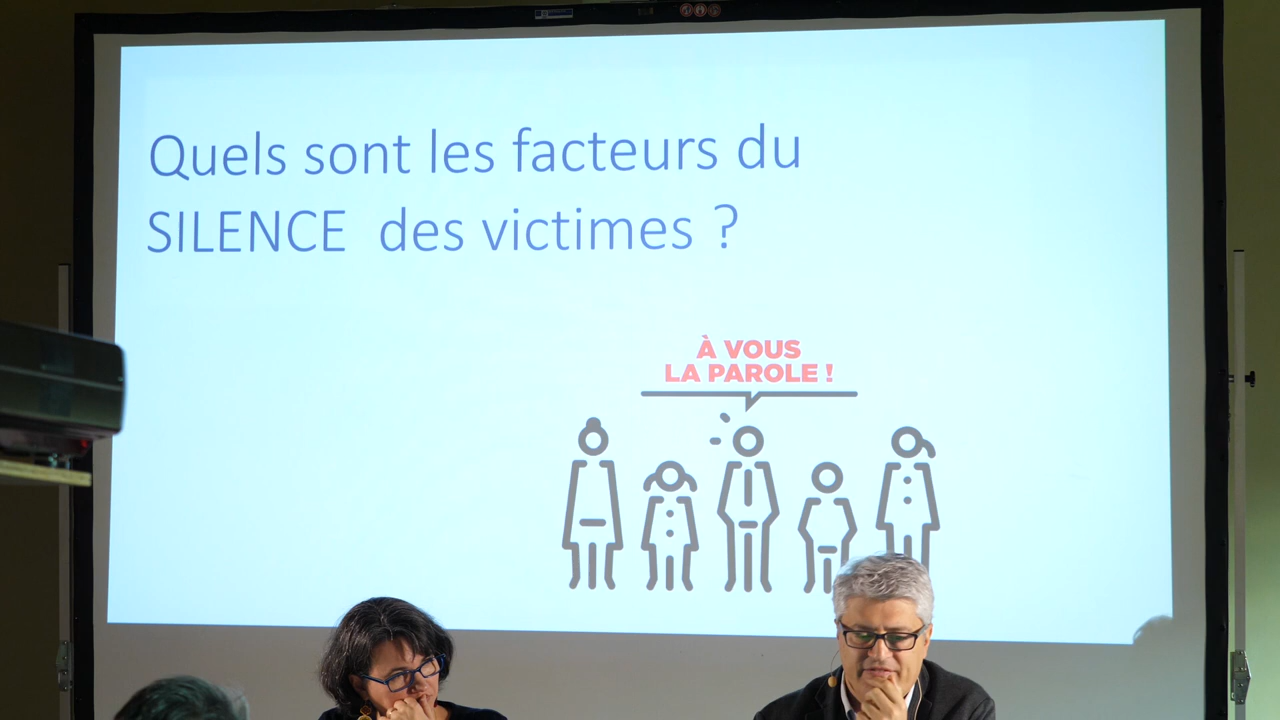 Quels sont les facteurs du
SILENCE des victimes ?
À VOUS
LA PAROLE !